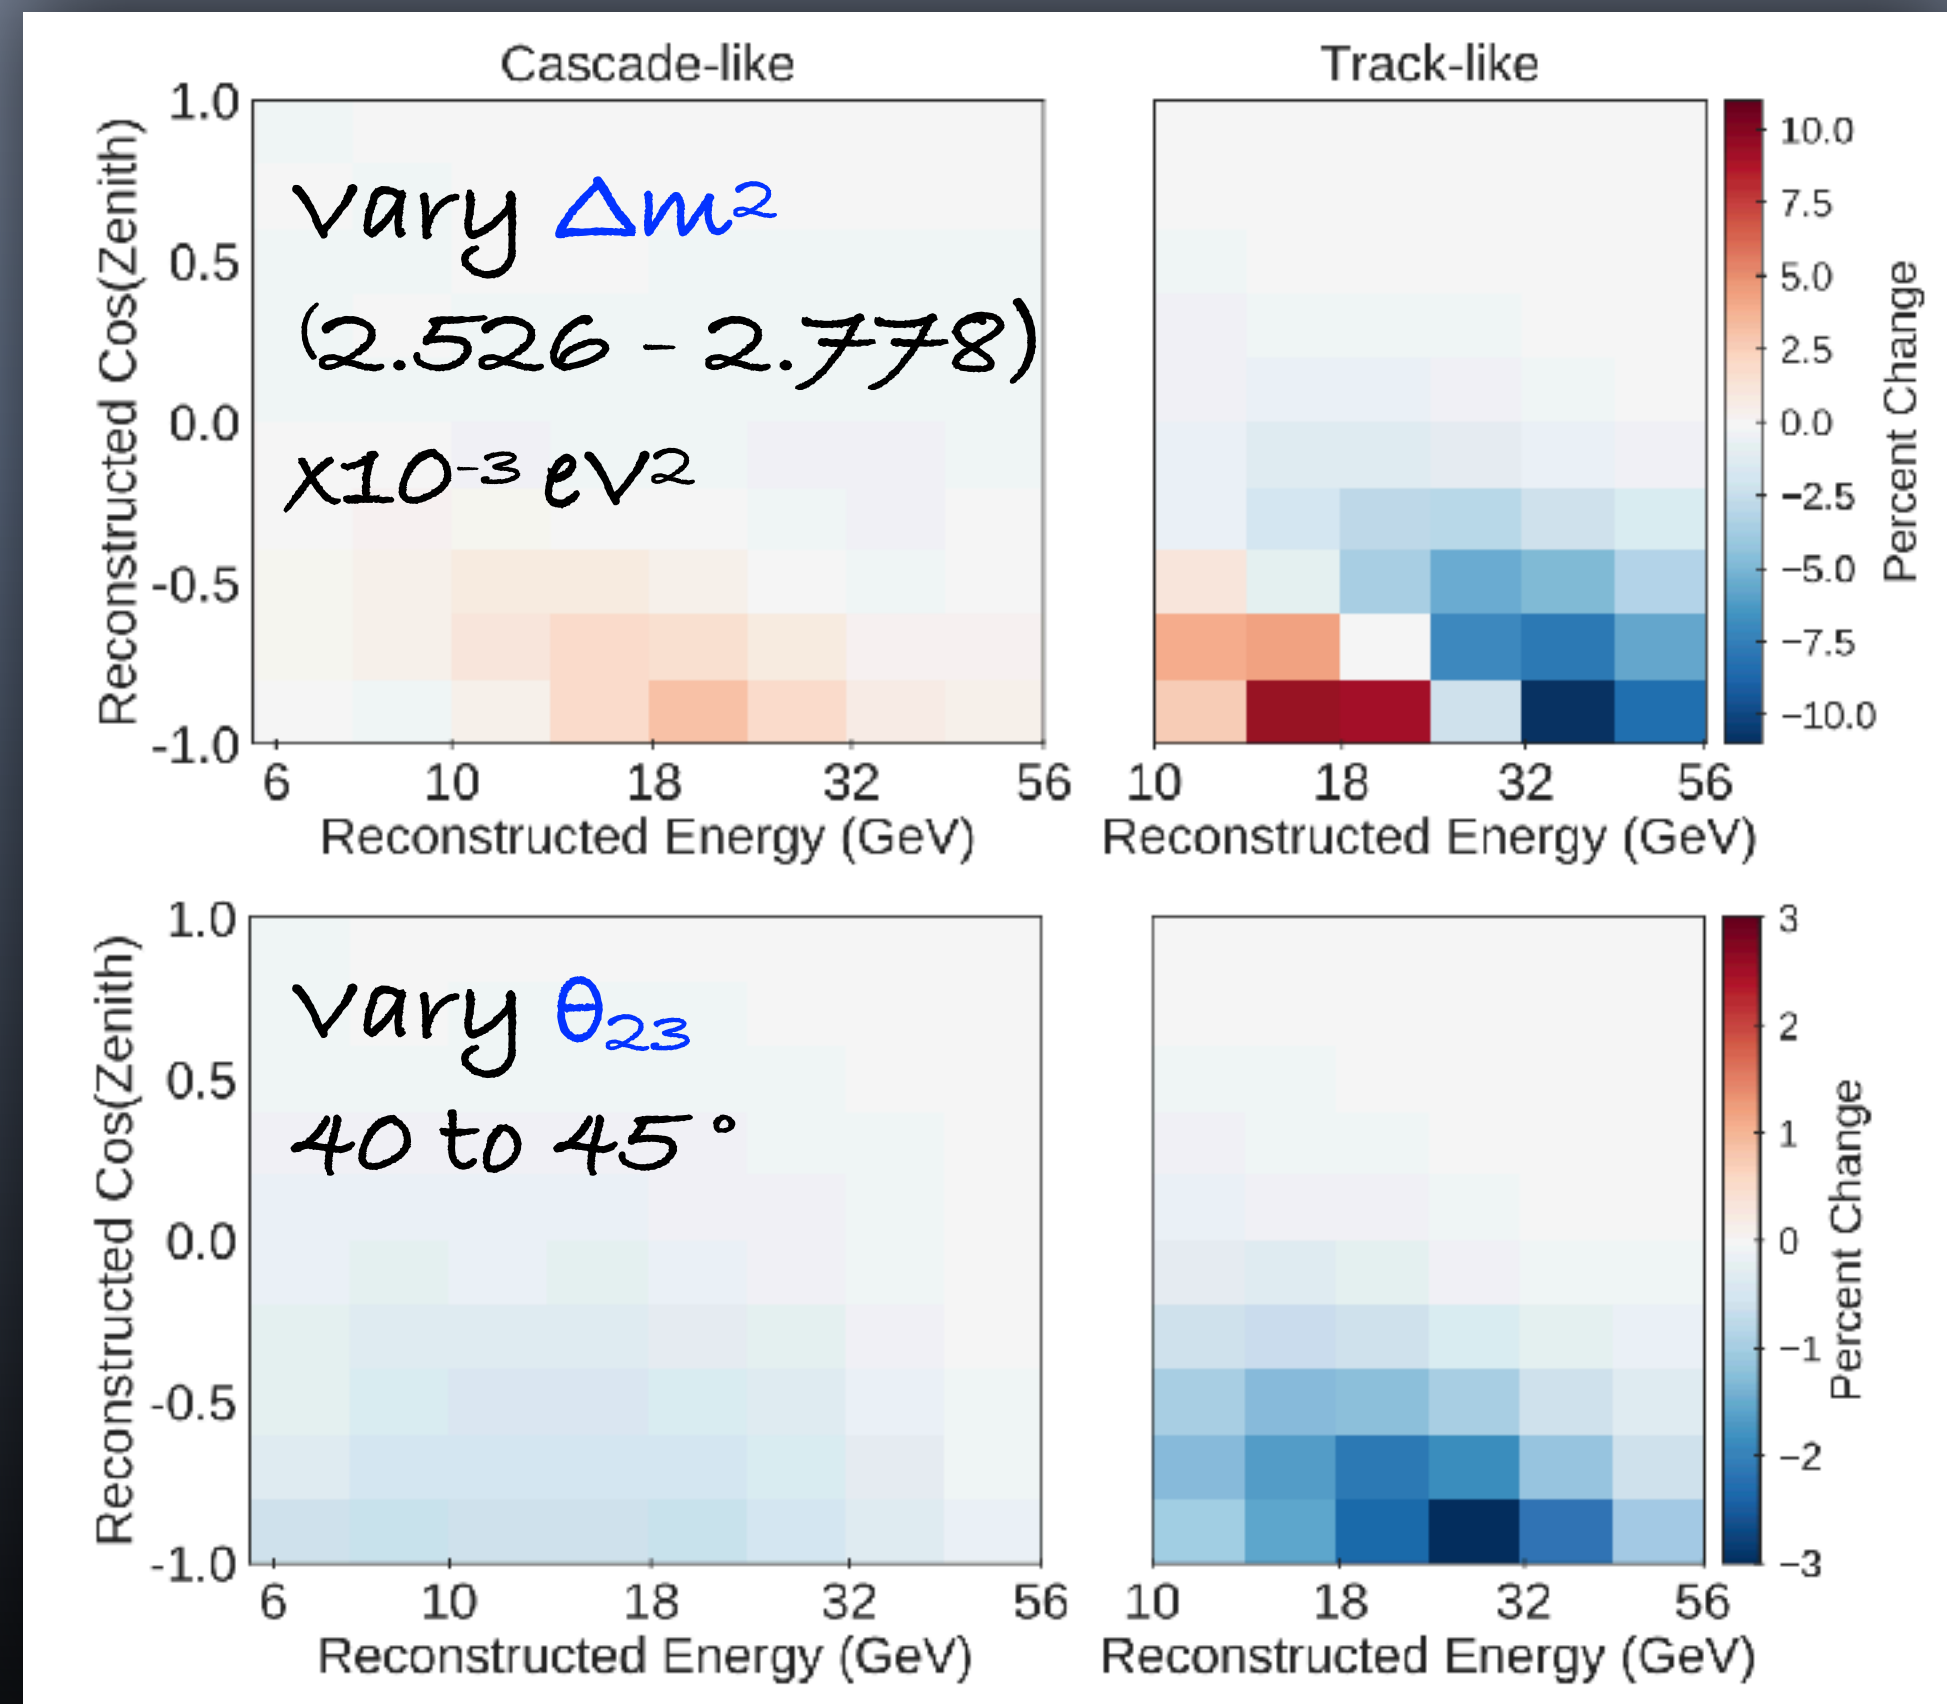 Cascade-like
Track-like
Reconstructed Cos(Zenith)
1.0
0.5
0.0
-0.5
-1.0
vary Δm²
(2.526 - 2.778)
x10⁻³ eV²
6 10 18 32 56
Reconstructed Energy (GeV)
10 18 32 56
Reconstructed Energy (GeV)
10.0
7.5
5.0
2.5
0.0
−2.5
−5.0
−7.5
−10.0
Percent Change
Reconstructed Cos(Zenith)
1.0
0.5
0.0
-0.5
-1.0
vary θ₂₃
40 to 45°
6 10 18 32 56
Reconstructed Energy (GeV)
10 18 32 56
Reconstructed Energy (GeV)
3
2
1
0
−1
−2
−3
Percent Change